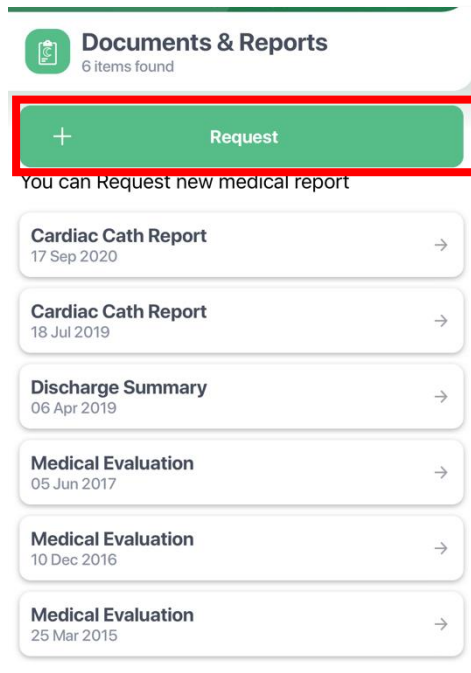 Documents & Reports
6 items found
+ Request
You can Request new medical report
Cardiac Cath Report
17 Sep 2020
→
Cardiac Cath Report
18 Jul 2019
→
Discharge Summary
06 Apr 2019
→
Medical Evaluation
05 Jun 2017
→
Medical Evaluation
10 Dec 2016
→
Medical Evaluation
25 Mar 2015
→